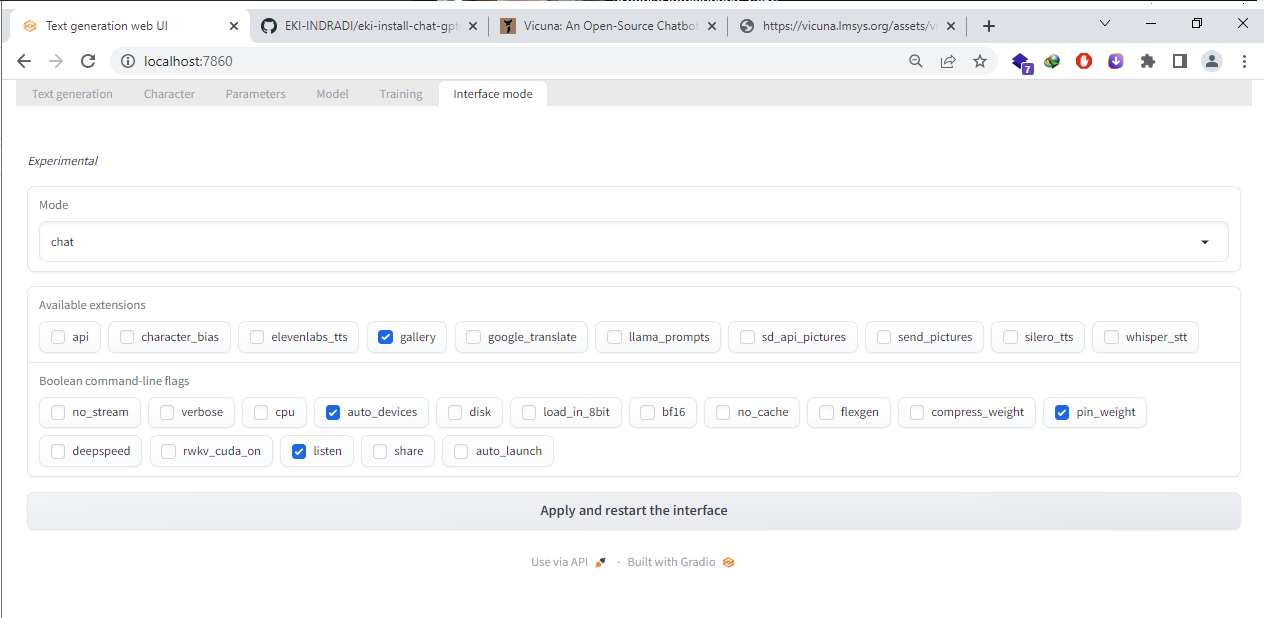 Text generation web UI
EKI-INDRADI/eki-install-chat-gpt
Vicuna: An Open-Source Chatbot
https://vicuna.lmsys.org/assets/v
localhost:7860
7
Text generation
Character
Parameters
Model
Training
Interface mode
Experimental
Mode
chat
Available extensions
api character_bias elevenlabs_tts gallery google_translate llama_prompts sd_api_pictures send_pictures silero_tts whisper_stt
Boolean command-line flags
no_stream verbose cpu auto_devices disk load_in_8bit bf16 no_cache flexgen compress_weight pin_weight
deepspeed rwkv_cuda_on listen share auto_launch
Apply and restart the interface
Use via API · Built with Gradio